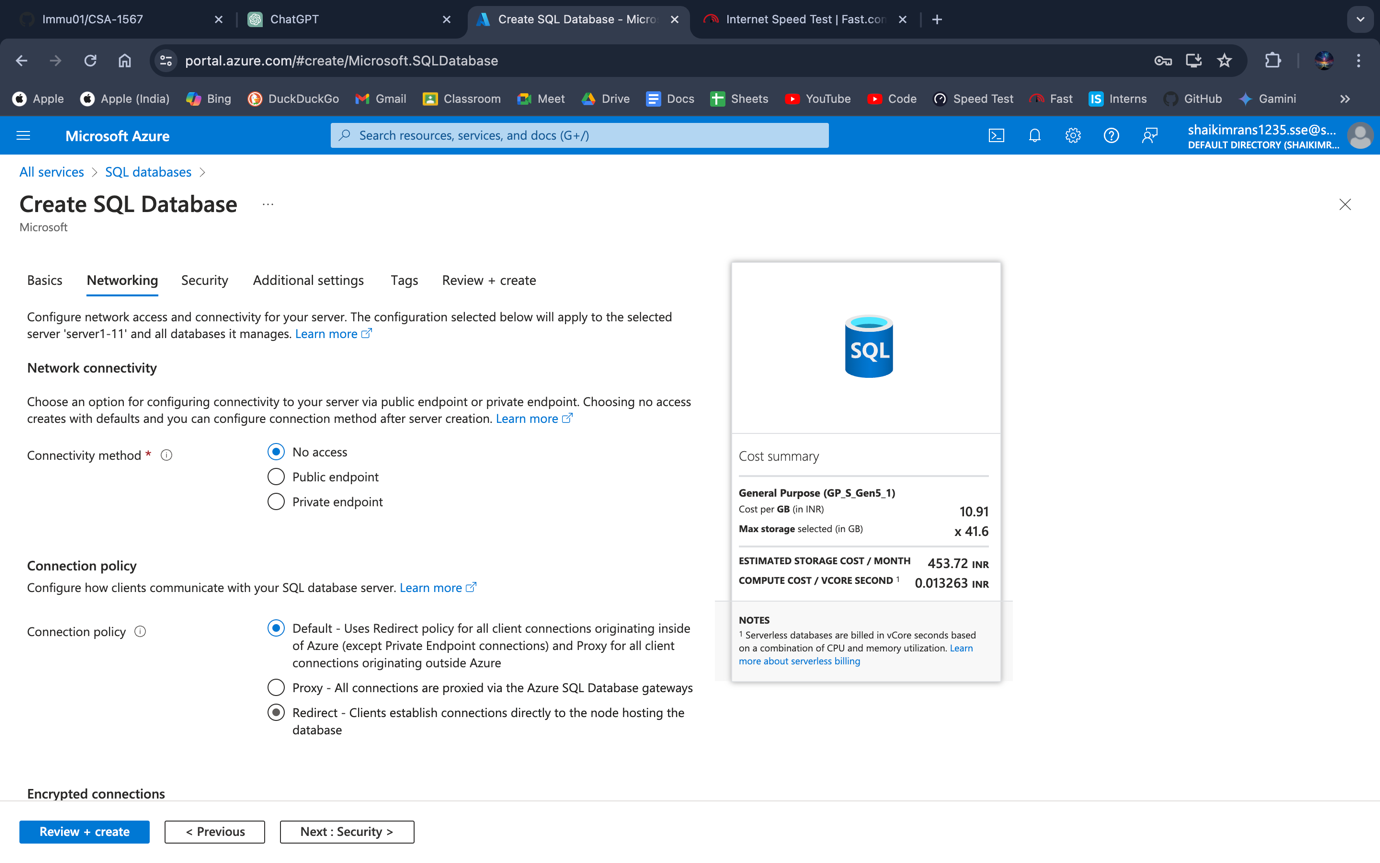 Immu01/CSA-1567
ChatGPT
Create SQL Database - Micro
Internet Speed Test | Fast.com
portal.azure.com/#create/Microsoft.SQLDatabase
Apple
Apple (India)
Bing
DuckDuckGo
Gmail
Classroom
Meet
Drive
Docs
Sheets
YouTube
Code
Speed Test
Fast
IS Interns
GitHub
Gamini
Microsoft Azure
Search resources, services, and docs (G+/)
shaikimrans1235.sse@s...
DEFAULT DIRECTORY (SHAIKIMR...
All services > SQL databases >
Create SQL Database ...
Microsoft
Basics
Networking
Security
Additional settings
Tags
Review + create
Configure network access and connectivity for your server. The configuration selected below will apply to the selected
server 'server1-11' and all databases it manages. Learn more
Network connectivity
Choose an option for configuring connectivity to your server via public endpoint or private endpoint. Choosing no access
creates with defaults and you can configure connection method after server creation. Learn more
Connectivity method *
No access
Public endpoint
Private endpoint
Connection policy
Configure how clients communicate with your SQL database server. Learn more
Connection policy
Default - Uses Redirect policy for all client connections originating inside
of Azure (except Private Endpoint connections) and Proxy for all client
connections originating outside Azure
Proxy - All connections are proxied via the Azure SQL Database gateways
Redirect - Clients establish connections directly to the node hosting the
database
Encrypted connections
SQL
Cost summary
General Purpose (GP_S_Gen5_1)
Cost per GB (in INR) 10.91
Max storage selected (in GB) x 41.6
ESTIMATED STORAGE COST / MONTH 453.72 INR
COMPUTE COST / VCORE SECOND 1 0.013263 INR
NOTES
1 Serverless databases are billed in vCore seconds based
on a combination of CPU and memory utilization. Learn
more about serverless billing
Review + create
< Previous
Next : Security >